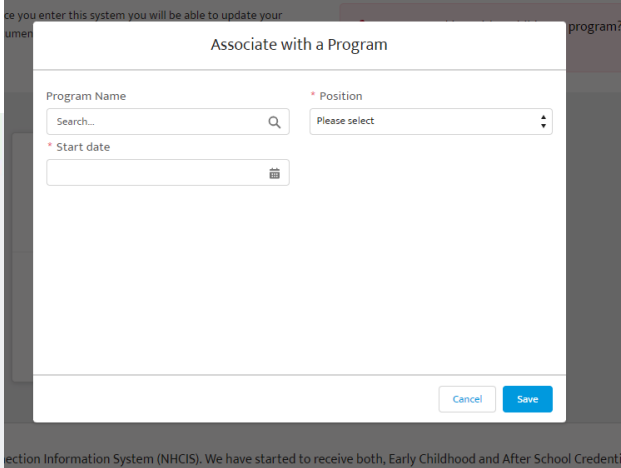 ce you enter this system you will be able to update your
program?
Associate with a Program
Program Name
* Position
Search...
Please select
* Start date
Cancel
Save
ection Information System (NHCIS). We have started to receive both, Early Childhood and After School Credenti